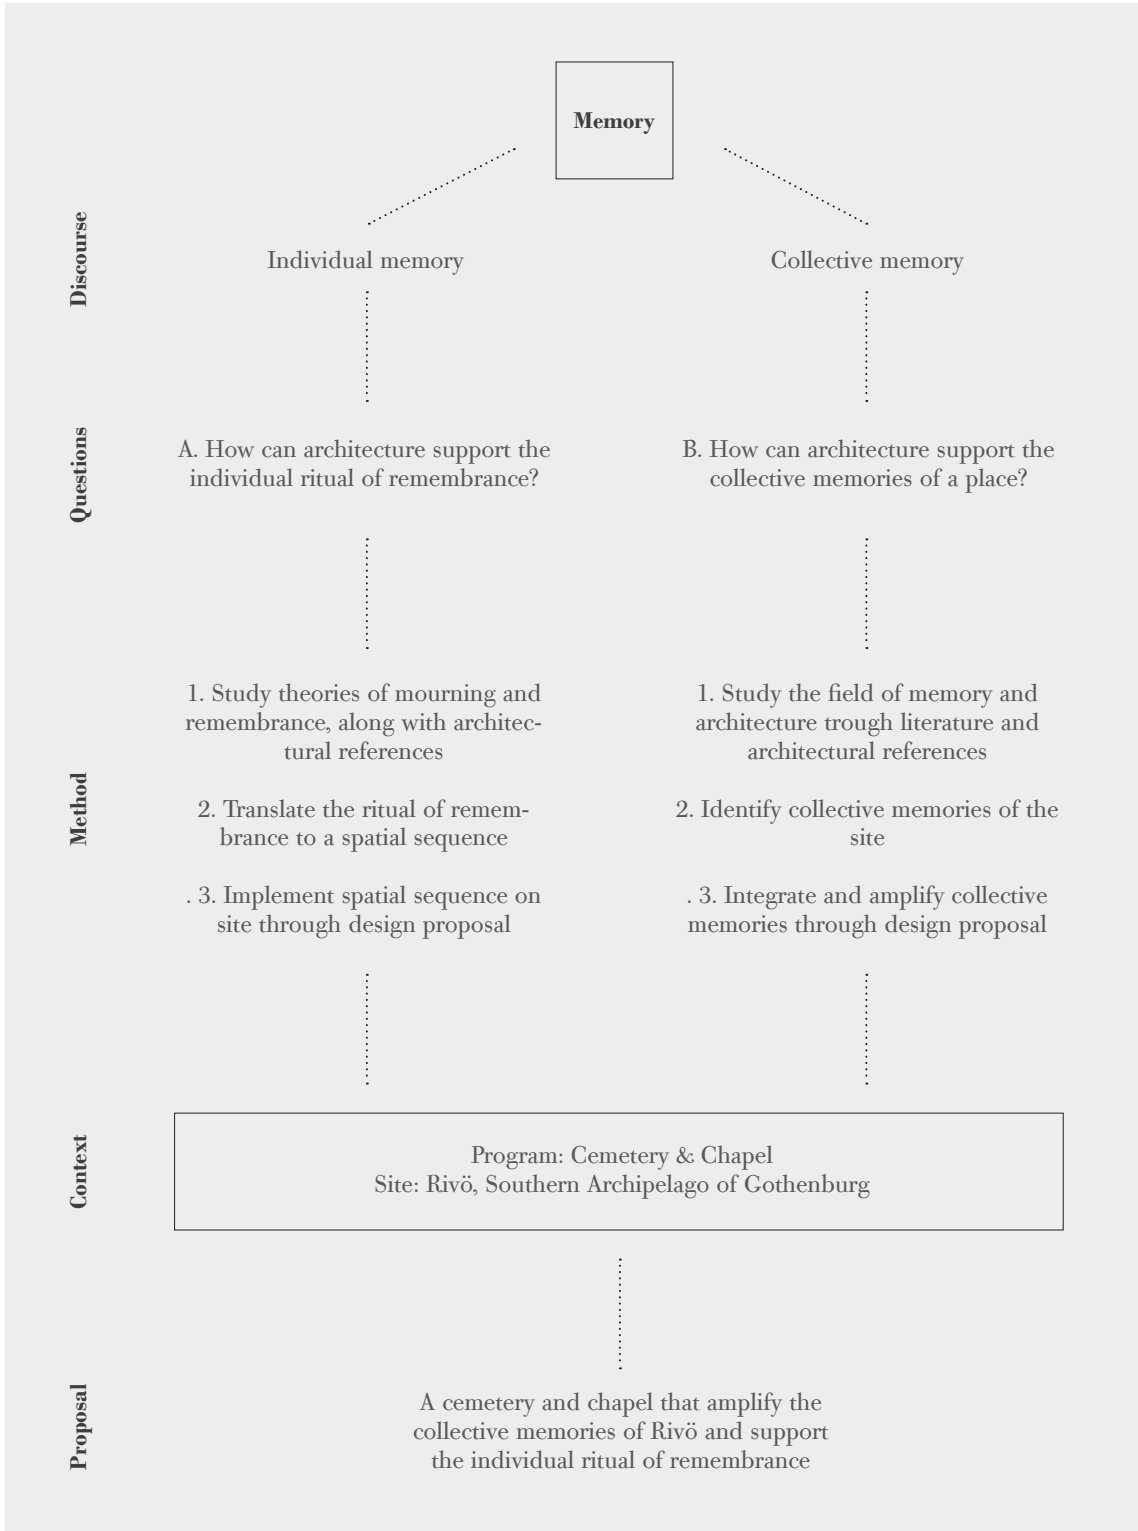 Memory
Discourse
Individual memory
Collective memory
Questions
A. How can architecture support the
individual ritual of remembrance?
B. How can architecture support the
collective memories of a place?
Method
1. Study theories of mourning and
remembrance, along with architec-
tural references
2. Translate the ritual of remem-
brance to a spatial sequence
. 3. Implement spatial sequence on
site through design proposal
1. Study the field of memory and
architecture trough literature and
architectural references
2. Identify collective memories of the
site
. 3. Integrate and amplify collective
memories through design proposal
Context
Program: Cemetery & Chapel
Site: Rivö, Southern Archipelago of Gothenburg
Proposal
A cemetery and chapel that amplify the
collective memories of Rivö and support
the individual ritual of remembrance